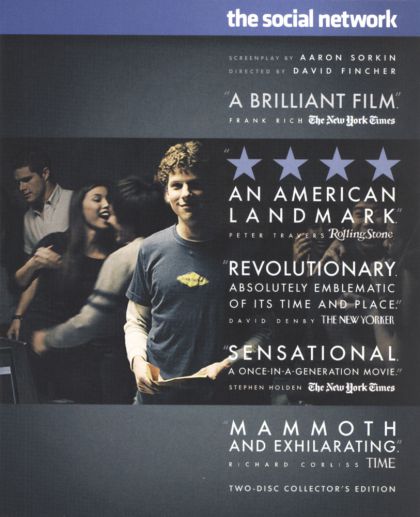 the social network
SCREENPLAY BY AARON SORKIN
DIRECTED BY DAVID FINCHER
"A BRILLIANT FILM."
FRANK RICH The New York Times
"★ ★ ★ ★
AN AMERICAN
LANDMARK."
PETER TRAVERS Rolling Stone
"REVOLUTIONARY.
ABSOLUTELY EMBLEMATIC
OF ITS TIME AND PLACE."
DAVID DENBY THE NEW YORKER
"SENSATIONAL.
A ONCE-IN-A-GENERATION MOVIE."
STEPHEN HOLDEN The New York Times
"MAMMOTH
AND EXHILARATING."
RICHARD CORLISS TIME
TWO-DISC COLLECTOR'S EDITION